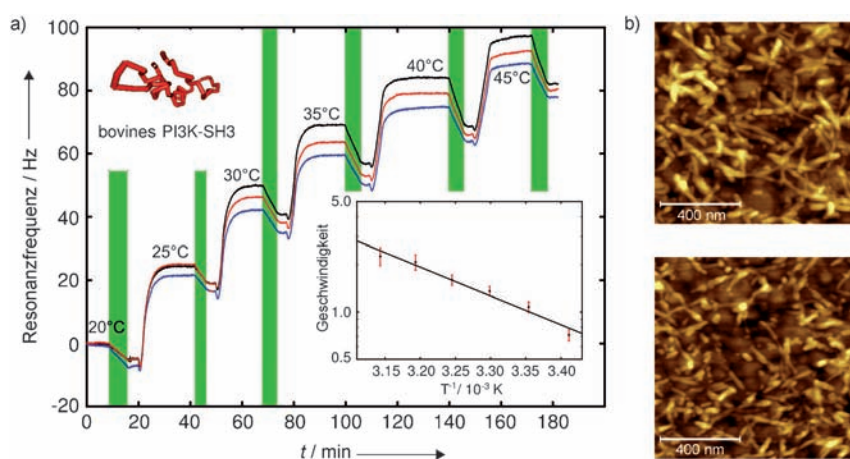 a)
b)
100
80
60
40
20
0
-20
Resonanzfrequenz / Hz
bovines PI3K-SH3
20°C
25°C
30°C
35°C
40°C
45°C
5.0
1.0
0.5
Geschwindigkeit
3.15 3.20 3.25 3.30 3.35 3.40
T⁻¹/ 10⁻³ K
0 20 40 60 80 100 120 140 160 180
t / min
400 nm
400 nm